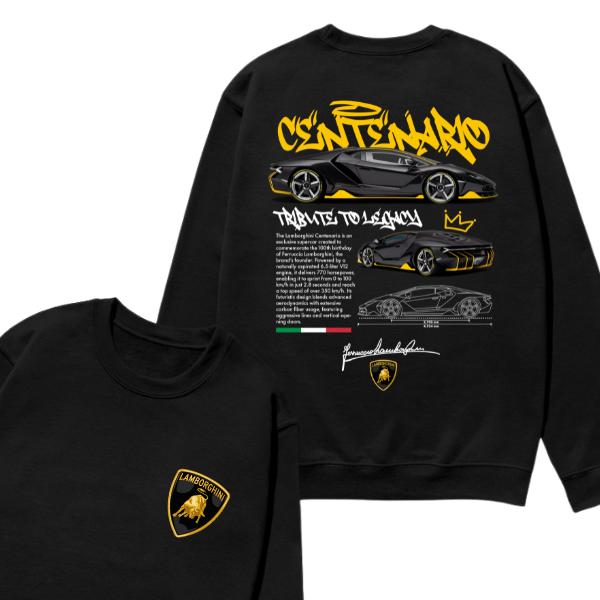 CENTENARIO
TRIBUTE TO LEGACY
The Lamborghini Centenario is an
exclusive supercar created to
commemorate the 100th birthday
of Ferruccio Lamborghini, the
brand's founder. Powered by a
naturally aspirated 6.5-liter V12
engine, it delivers 770 horsepower,
enabling it to sprint from 0 to 100
km/h in just 2.8 seconds and reach
a top speed of over 350 km/h. Its
futuristic design blends advanced
aerodynamics with extensive
carbon fiber usage, featuring
aggressive lines and vertical ope-
ning doors.
FerruccioLamborghini
LAMBORGHINI
LAMBORGHINI